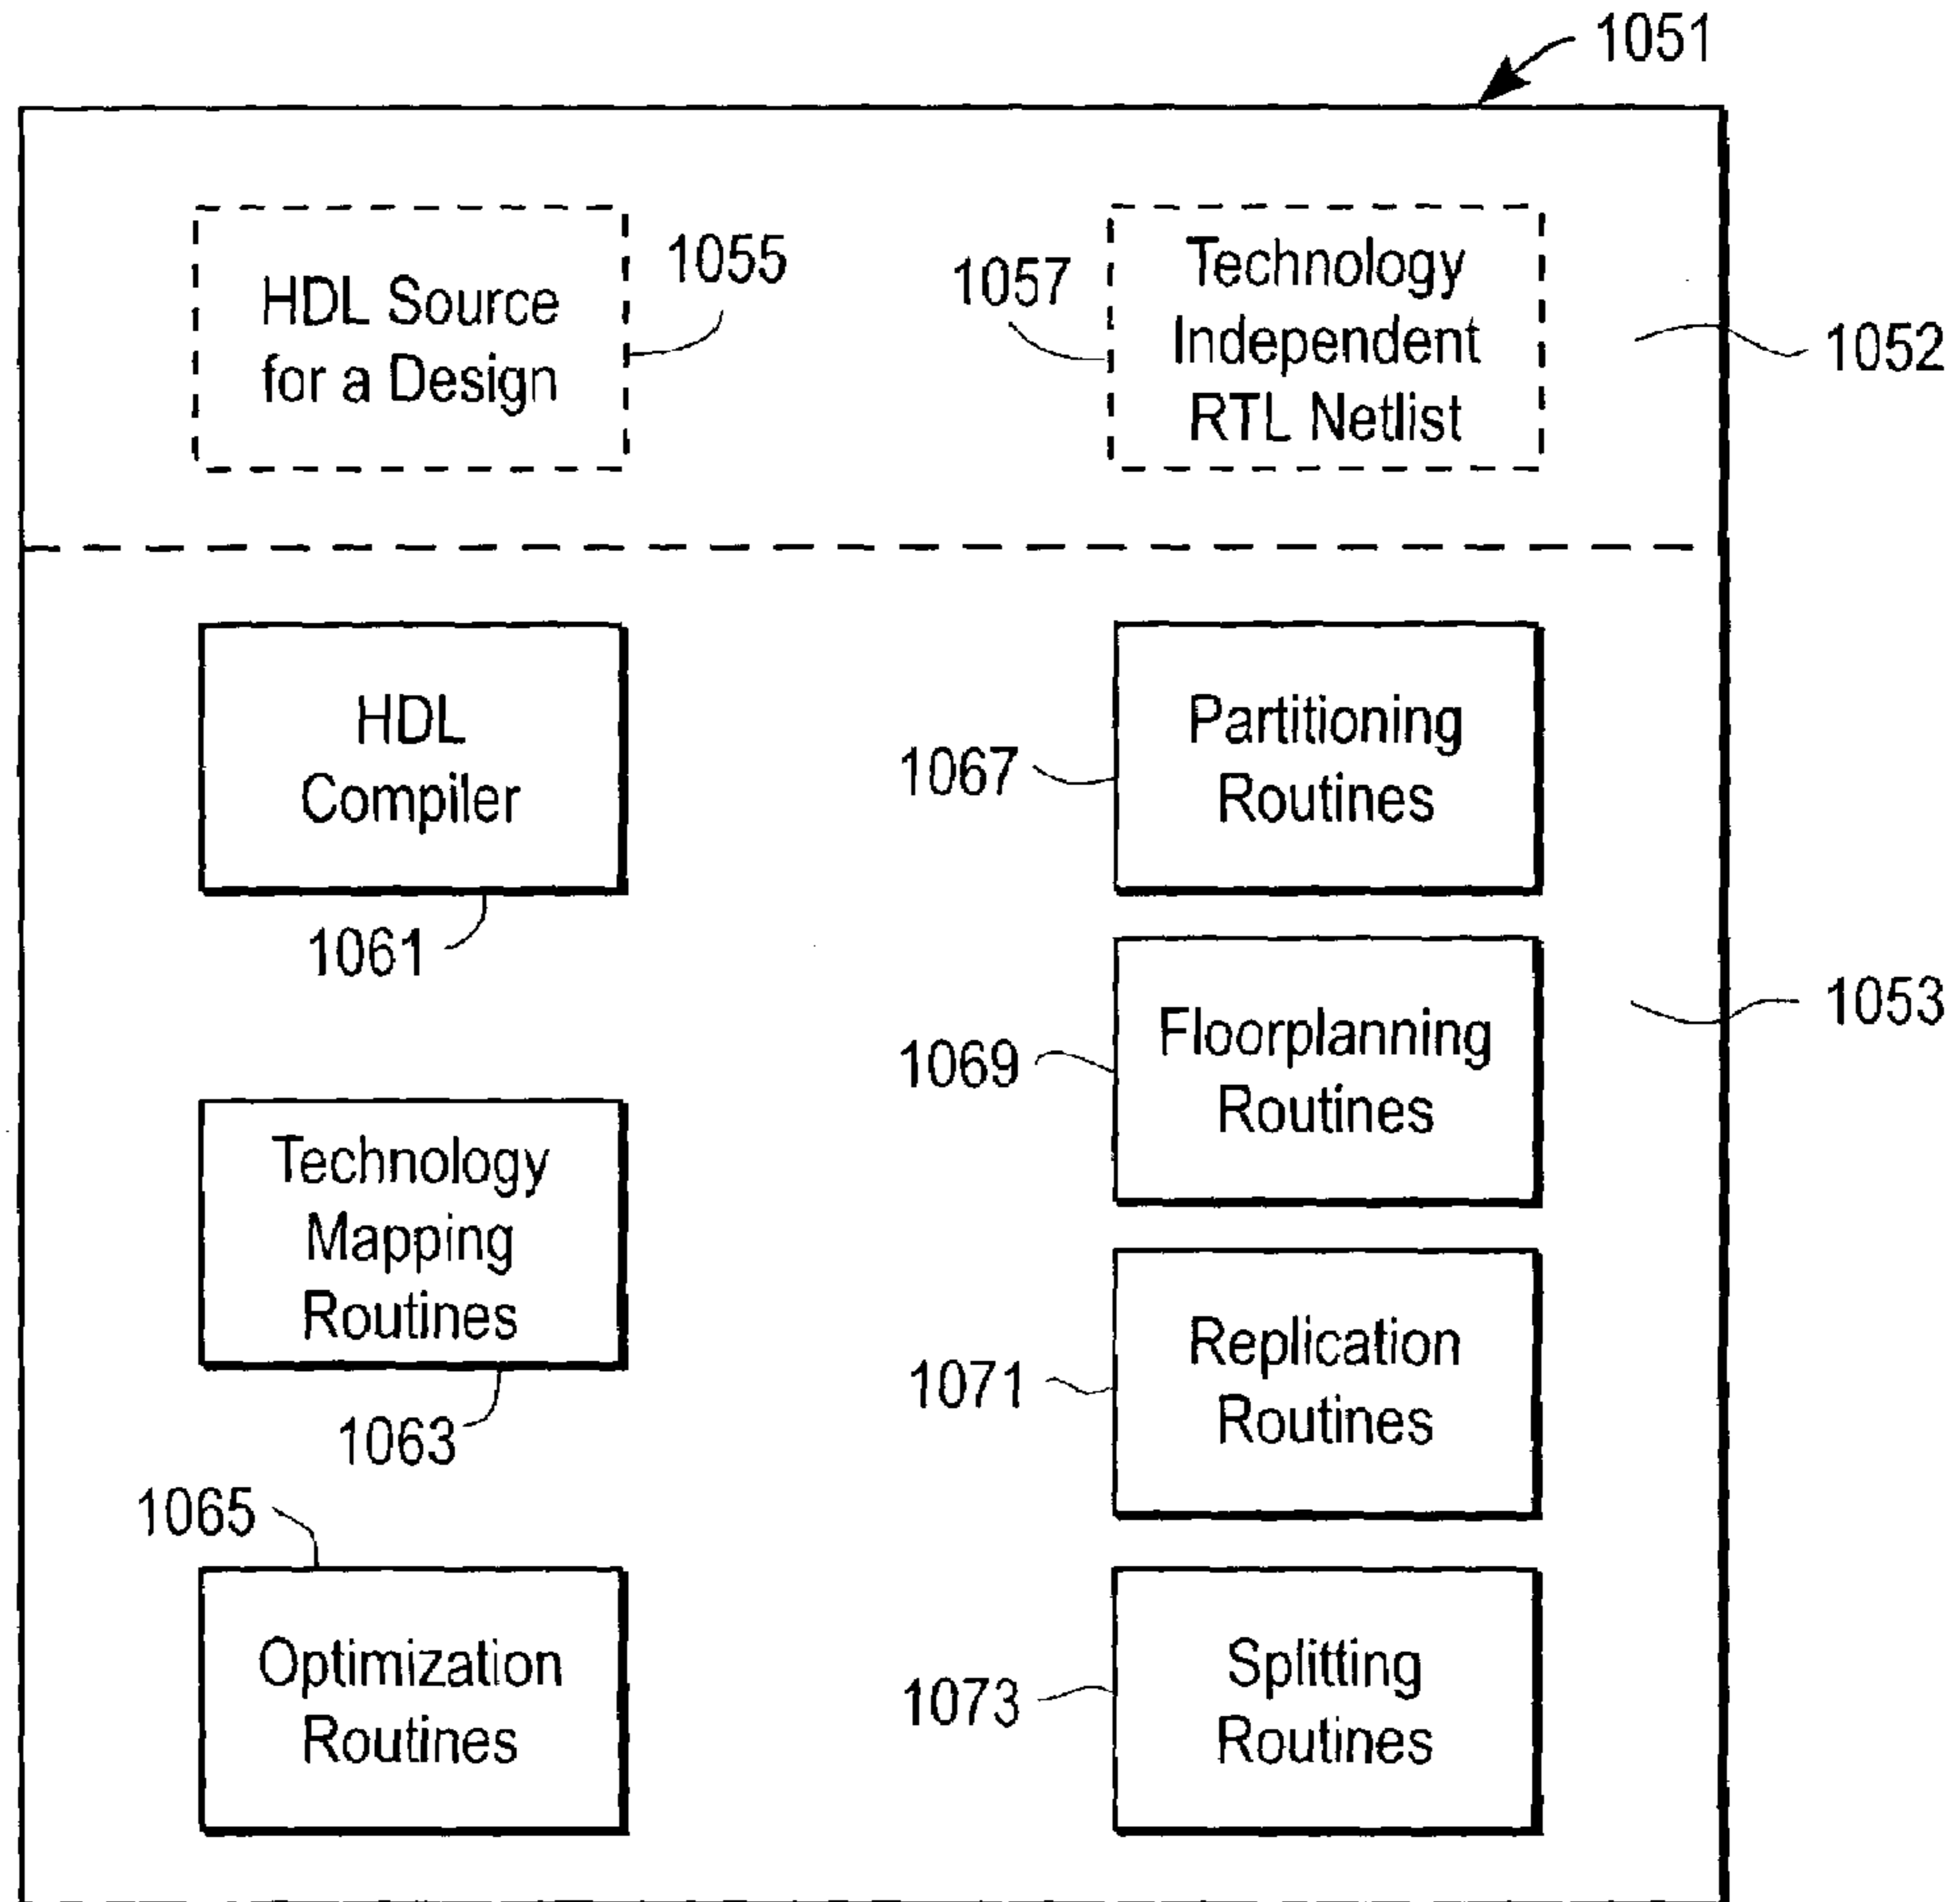 1051
HDL Source
for a Design
1055
1057
Technology
Independent
RTL Netlist
1052
HDL
Compiler
1061
1067
Partitioning
Routines
1069
Floorplanning
Routines
1053
Technology
Mapping
Routines
1063
1071
Replication
Routines
1065
Optimization
Routines
1073
Splitting
Routines